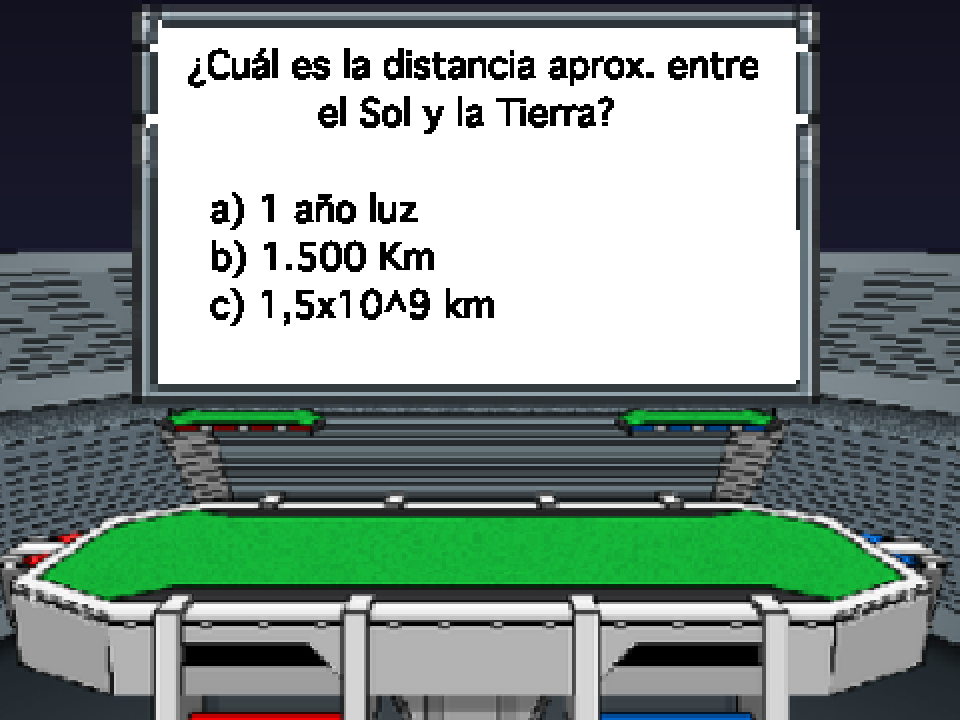 ¿Cuál es la distancia aprox. entre
el Sol y la Tierra?
a) 1 año luz
b) 1.500 Km
c) 1,5x10^9 km